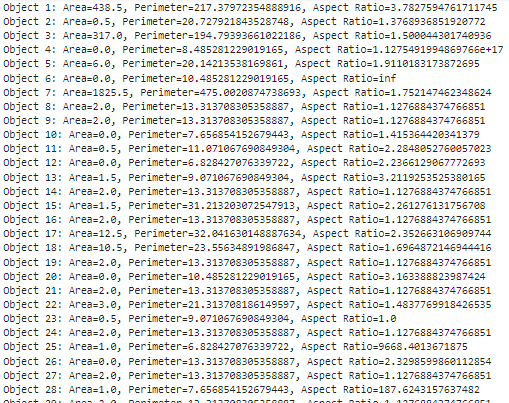 Object 1: Area=438.5, Perimeter=217.37972354888916, Aspect Ratio=3.7827594761711745
Object 2: Area=0.5, Perimeter=20.727921843528748, Aspect Ratio=1.3768936851920772
Object 3: Area=317.0, Perimeter=194.79393661022186, Aspect Ratio=1.500044301740936
Object 4: Area=0.0, Perimeter=8.485281229019165, Aspect Ratio=1.1275491994869766e+17
Object 5: Area=6.0, Perimeter=20.14213538169861, Aspect Ratio=1.9110183173872695
Object 6: Area=0.0, Perimeter=10.485281229019165, Aspect Ratio=inf
Object 7: Area=1825.5, Perimeter=475.0020874738693, Aspect Ratio=1.752147462348624
Object 8: Area=2.0, Perimeter=13.313708305358887, Aspect Ratio=1.1276884374766851
Object 9: Area=2.0, Perimeter=13.313708305358887, Aspect Ratio=1.1276884374766851
Object 10: Area=0.0, Perimeter=7.656854152679443, Aspect Ratio=1.415364420341379
Object 11: Area=0.5, Perimeter=11.071067690849304, Aspect Ratio=2.2848052760057023
Object 12: Area=0.0, Perimeter=6.828427076339722, Aspect Ratio=2.2366129067772693
Object 13: Area=1.5, Perimeter=9.071067690849304, Aspect Ratio=3.2119253525380165
Object 14: Area=2.0, Perimeter=13.313708305358887, Aspect Ratio=1.1276884374766851
Object 15: Area=1.5, Perimeter=31.213203072547913, Aspect Ratio=2.261276131756708
Object 16: Area=2.0, Perimeter=13.313708305358887, Aspect Ratio=1.1276884374766851
Object 17: Area=12.5, Perimeter=32.041630148887634, Aspect Ratio=2.352663106909744
Object 18: Area=10.5, Perimeter=23.55634891986847, Aspect Ratio=1.6964872146944416
Object 19: Area=2.0, Perimeter=13.313708305358887, Aspect Ratio=1.1276884374766851
Object 20: Area=0.0, Perimeter=10.485281229019165, Aspect Ratio=3.163388823987424
Object 21: Area=2.0, Perimeter=13.313708305358887, Aspect Ratio=1.1276884374766851
Object 22: Area=3.0, Perimeter=21.313708186149597, Aspect Ratio=1.4837769918426535
Object 23: Area=0.5, Perimeter=9.071067690849304, Aspect Ratio=1.0
Object 24: Area=2.0, Perimeter=13.313708305358887, Aspect Ratio=1.1276884374766851
Object 25: Area=1.0, Perimeter=6.828427076339722, Aspect Ratio=9668.4013671875
Object 26: Area=0.0, Perimeter=13.313708305358887, Aspect Ratio=2.3298599860112854
Object 27: Area=2.0, Perimeter=13.313708305358887, Aspect Ratio=1.1276884374766851
Object 28: Area=1.0, Perimeter=7.656854152679443, Aspect Ratio=187.6243157637482